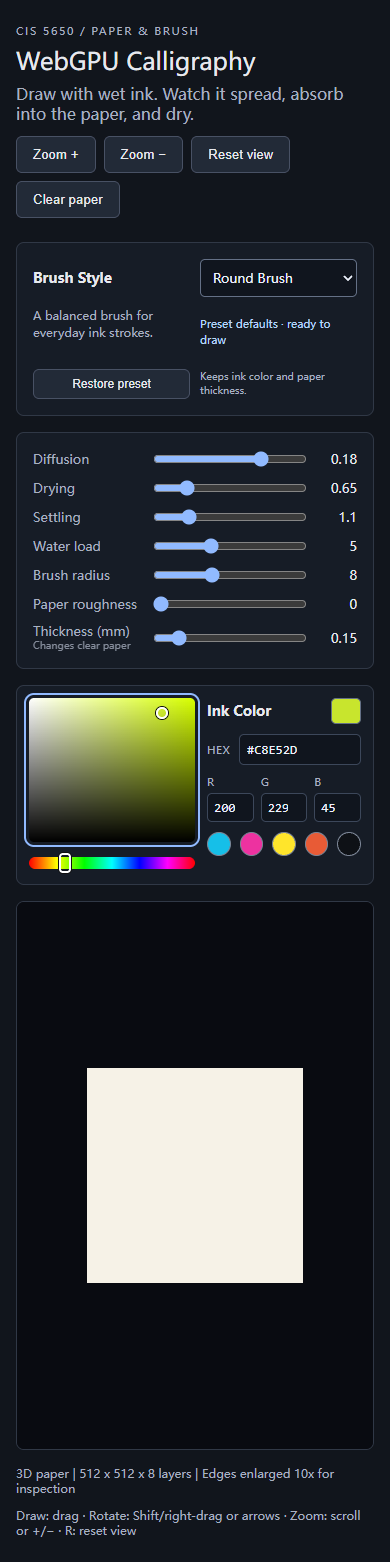 CIS 5650 / PAPER & BRUSH
WebGPU Calligraphy
Draw with wet ink. Watch it spread, absorb
into the paper, and dry.
Zoom +
Zoom −
Reset view
Clear paper
Brush Style
Round Brush
A balanced brush for
everyday ink strokes.
Preset defaults · ready to
draw
Restore preset
Keeps ink color and paper
thickness.
Diffusion 0.18
Drying 0.65
Settling 1.1
Water load 5
Brush radius 8
Paper roughness 0
Thickness (mm) 0.15
Changes clear paper
Ink Color
HEX #C8E52D
R G B
200 229 45
3D paper | 512 x 512 x 8 layers | Edges enlarged 10x for
inspection
Draw: drag · Rotate: Shift/right-drag or arrows · Zoom: scroll
or +/− · R: reset view